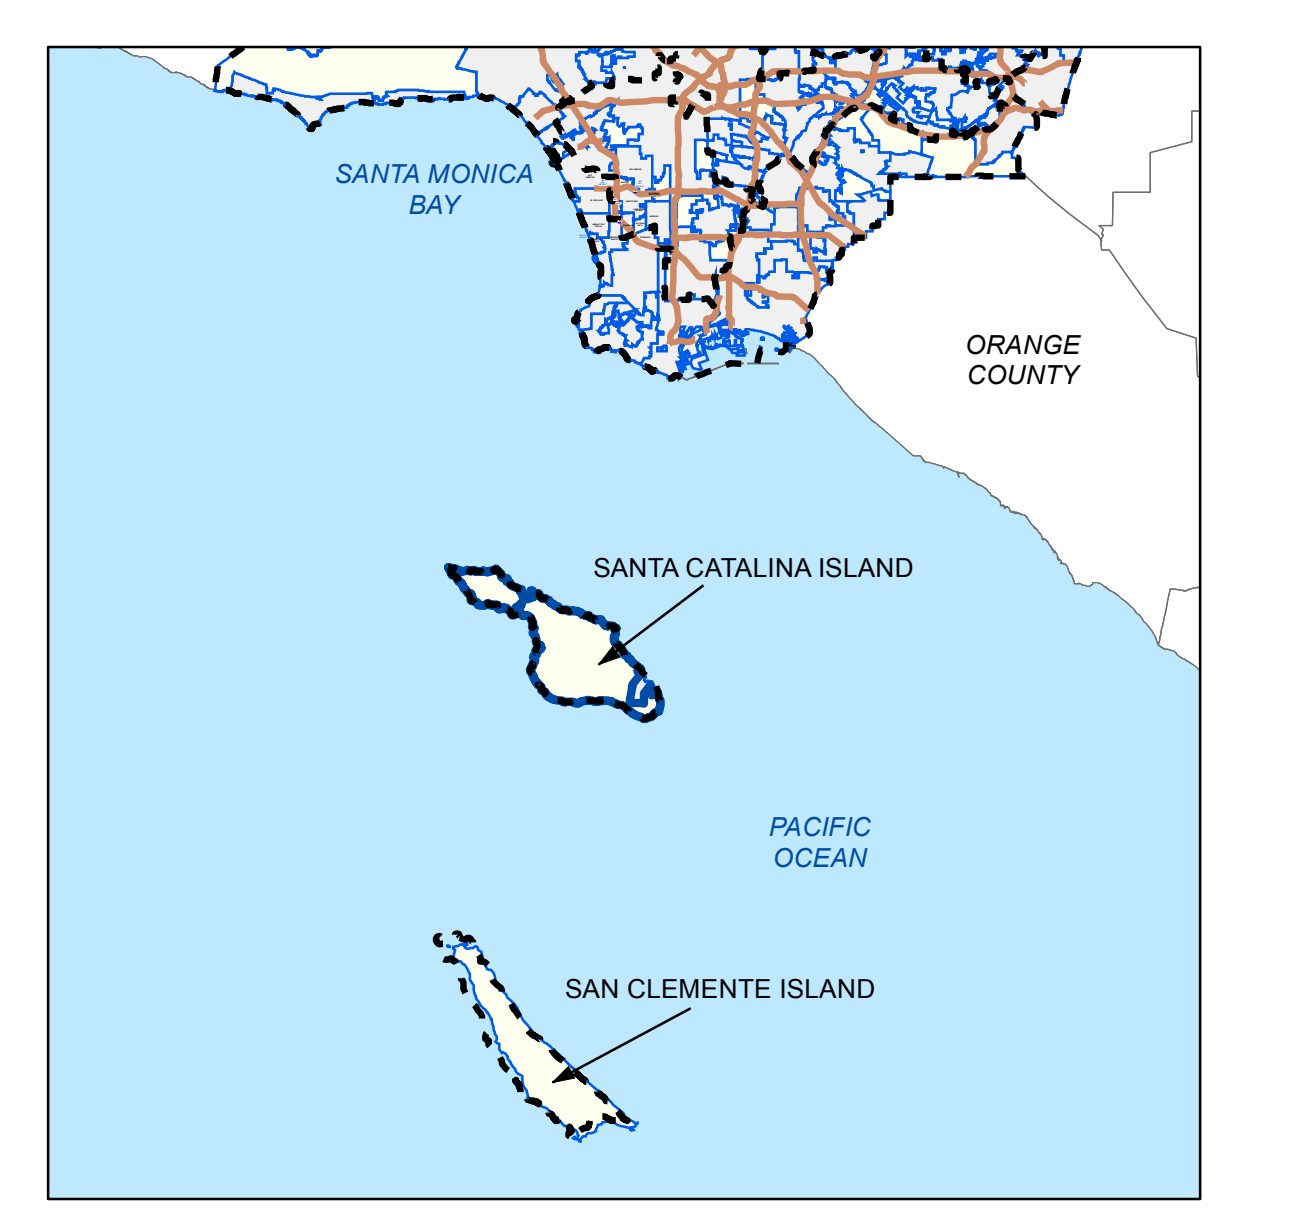 SANTA MONICA
BAY
ORANGE
COUNTY
SANTA CATALINA ISLAND
PACIFIC
OCEAN
SAN CLEMENTE ISLAND